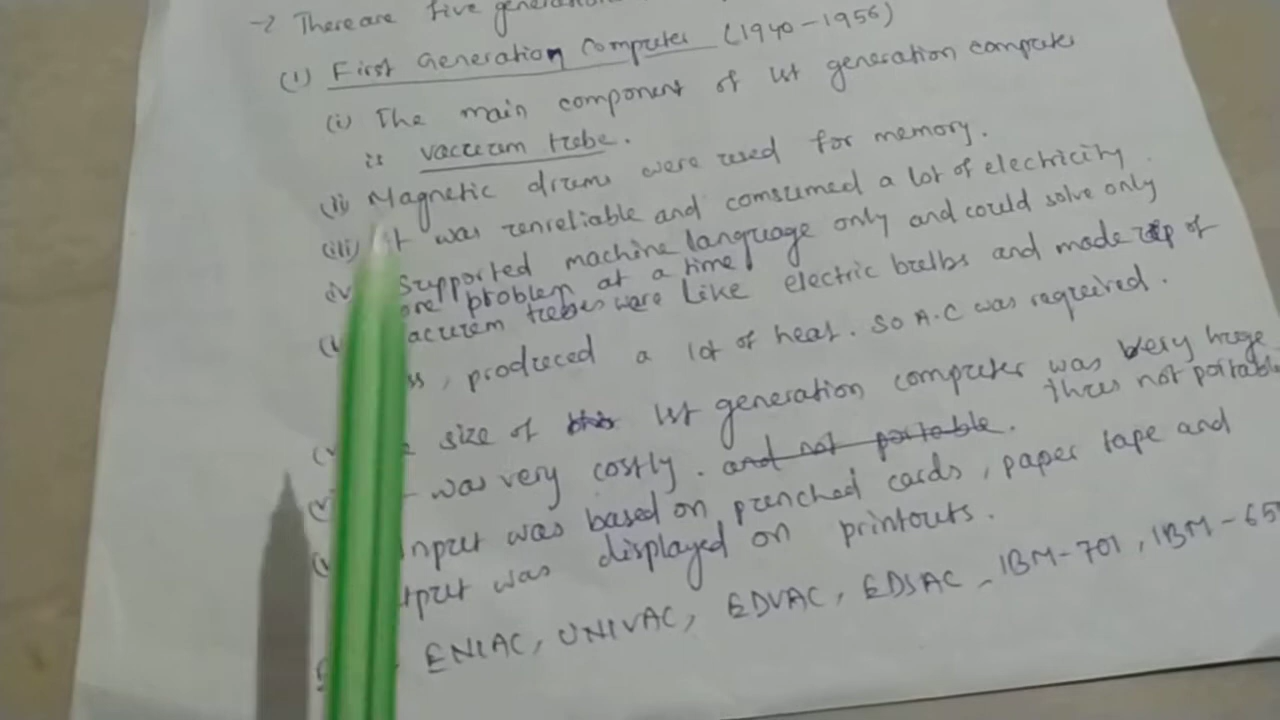 -> There are five generation
(1) First Generation Computer (1940-1956)
(i) The main component of 1st generation computer
is vacuum tube.
(ii) Magnetic drums were used for memory.
(iii) It was unreliable and comsumed a lot of electricity
supported machine language only and could solve only
one problem at a time
tubes were like electric bulbs and made up of
, produced a lot of heat. So A.C was required.
size of this 1st generation computer was very huge
thus not portable
was very costly. and not portable.
Input was based on punched cards, paper tape and
was displayed on printouts.
ENIAC, UNIVAC, EDVAC, EDSAC, IBM-701, IBM-65